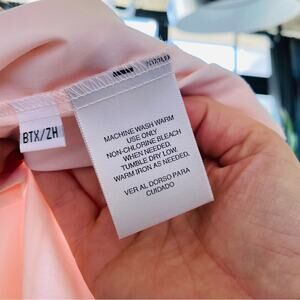 BTX/2H
MACHINE WASH WARM
USE ONLY
NON-CHLORINE BLEACH
WHEN NEEDED.
TUMBLE DRY LOW.
WARM IRON AS NEEDED.
VER AL DORSO PARA
CUIDADO